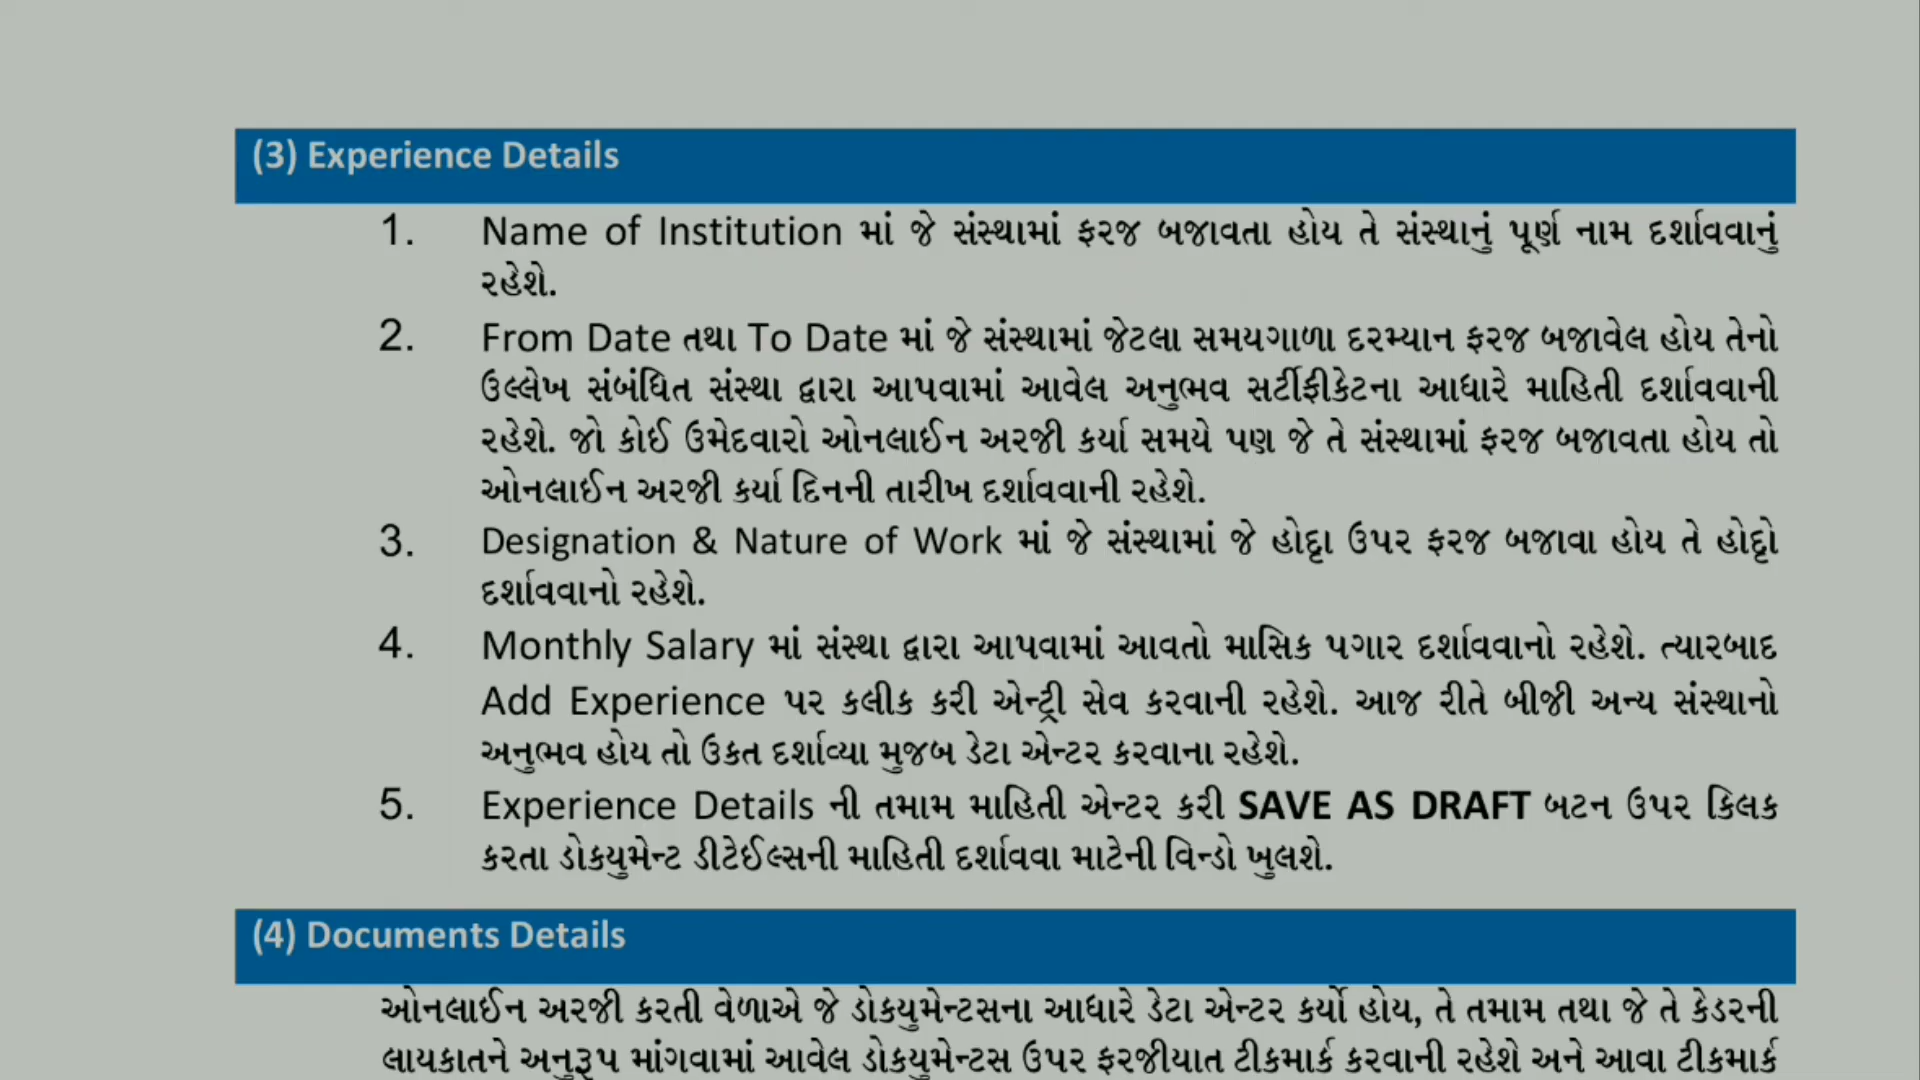 (3) Experience Details
1. Name of Institution માં જે સંસ્થામાં ફરજ બજાવતા હોય તે સંસ્થાનું પૂર્ણ નામ દર્શાવવાનું
રહેશે.
2. From Date તથા To Date માં જે સંસ્થામાં જેટલા સમયગાળા દરમ્યાન ફરજ બજાવેલ હોય તેનો
ઉલ્લેખ સંબંધિત સંસ્થા દ્વારા આપવામાં આવેલ અનુભવ સર્ટીફીકેટના આધારે માહિતી દર્શાવવાની
રહેશે. જો કોઈ ઉમેદવારો ઓનલાઈન અરજી કર્યા સમયે પણ જે તે સંસ્થામાં ફરજ બજાવતા હોય તો
ઓનલાઈન અરજી કર્યા દિનની તારીખ દર્શાવવાની રહેશે.
3. Designation & Nature of Work માં જે સંસ્થામાં જે હોદ્દા ઉપર ફરજ બજાવા હોય તે હોદ્દો
દર્શાવવાનો રહેશે.
4. Monthly Salary માં સંસ્થા દ્વારા આપવામાં આવતો માસિક પગાર દર્શાવવાનો રહેશે. ત્યારબાદ
Add Experience પર કલીક કરી એન્ટ્રી સેવ કરવાની રહેશે. આજ રીતે બીજી અન્ય સંસ્થાનો
અનુભવ હોય તો ઉકત દર્શાવ્યા મુજબ ડેટા એન્ટર કરવાના રહેશે.
5. Experience Details ની તમામ માહિતી એન્ટર કરી SAVE AS DRAFT બટન ઉપર કિલક
કરતા ડોકયુમેન્ટ ડીટેઈલ્સની માહિતી દર્શાવવા માટેની વિન્ડો ખુલશે.
(4) Documents Details
ઓનલાઈન અરજી કરતી વેળાએ જે ડોકયુમેન્ટસના આધારે ડેટા એન્ટર કર્યો હોય, તે તમામ તથા જે તે કેડરની
લાયકાતને અનુરૂપ માંગવામાં આવેલ ડોકયુમેન્ટસ ઉપર ફરજીયાત ટીકમાર્ક કરવાની રહેશે અને આવા ટીકમાર્ક